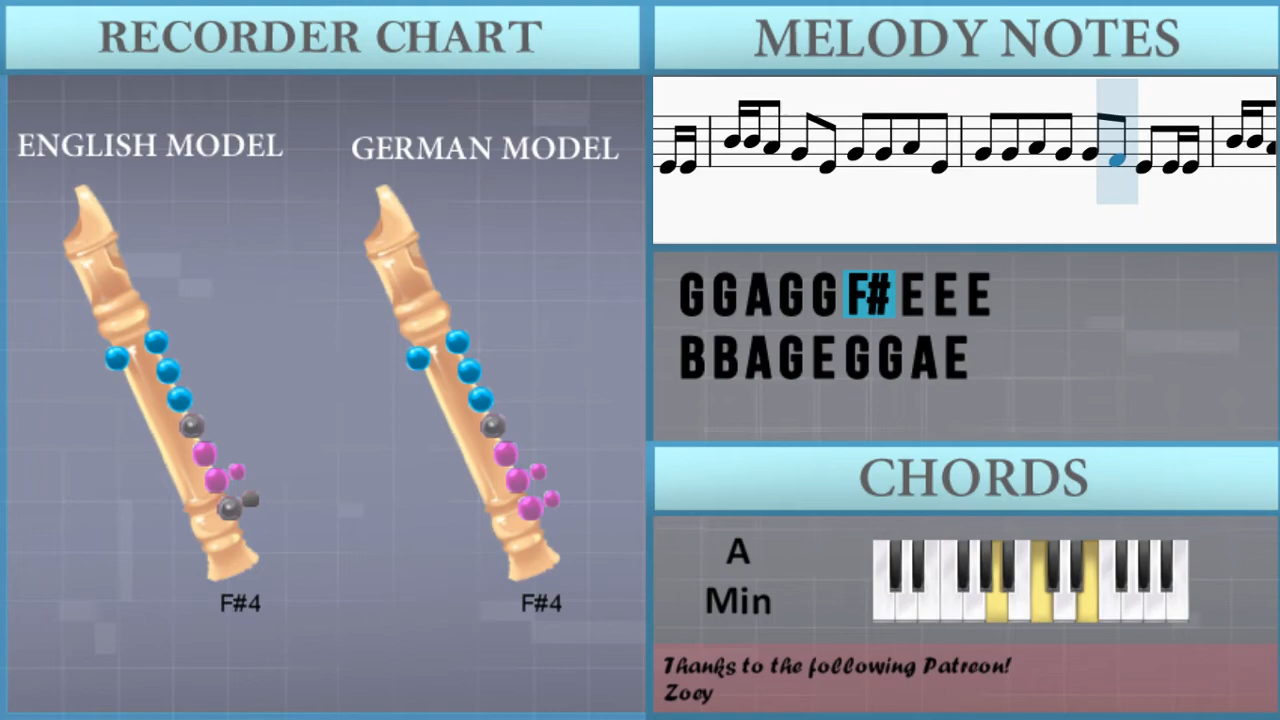 RECORDER CHART
ENGLISH MODEL
GERMAN MODEL
F#4
F#4
MELODY NOTES
GGAGGF#EEE
BBAGEGGAE
CHORDS
A
Min
Thanks to the following Patreon!
Zoey